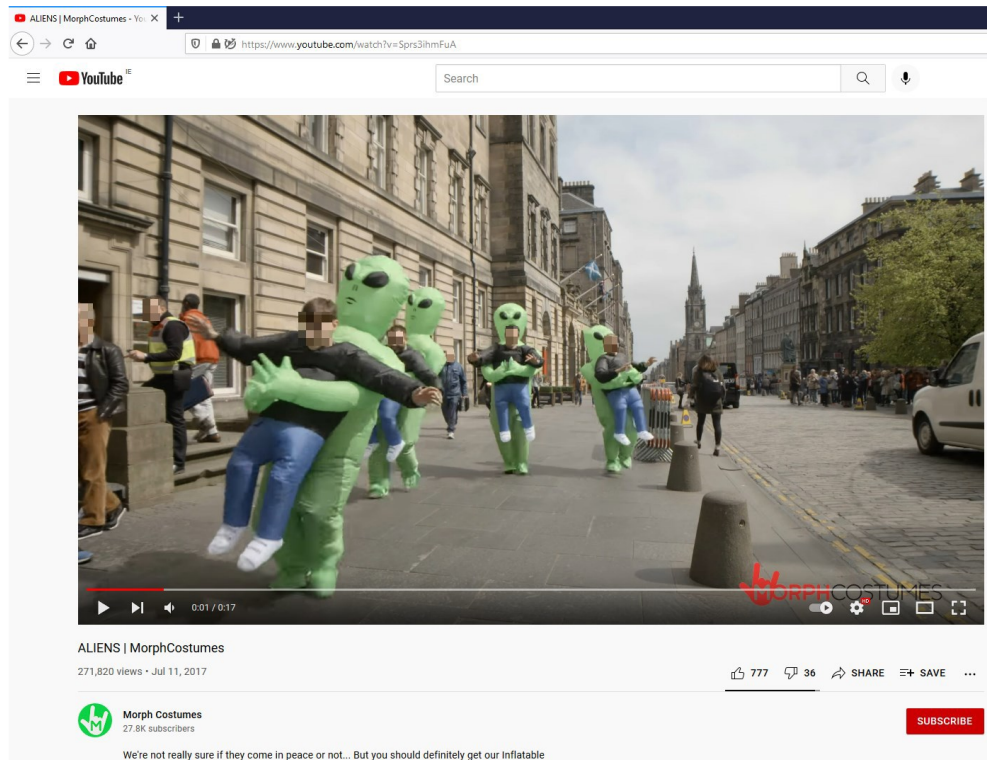 ALIENS | MorphCostumes - You
https://www.youtube.com/watch?v=Sprs3ihmFuA
YouTube IE
Search
MORPHCOSTUMES
0:01 / 0:17
HD
ALIENS | MorphCostumes
271,820 views • Jul 11, 2017
777
36
SHARE
SAVE
Morph Costumes
27.8K subscribers
SUBSCRIBE
We're not really sure if they come in peace or not... But you should definitely get our Inflatable